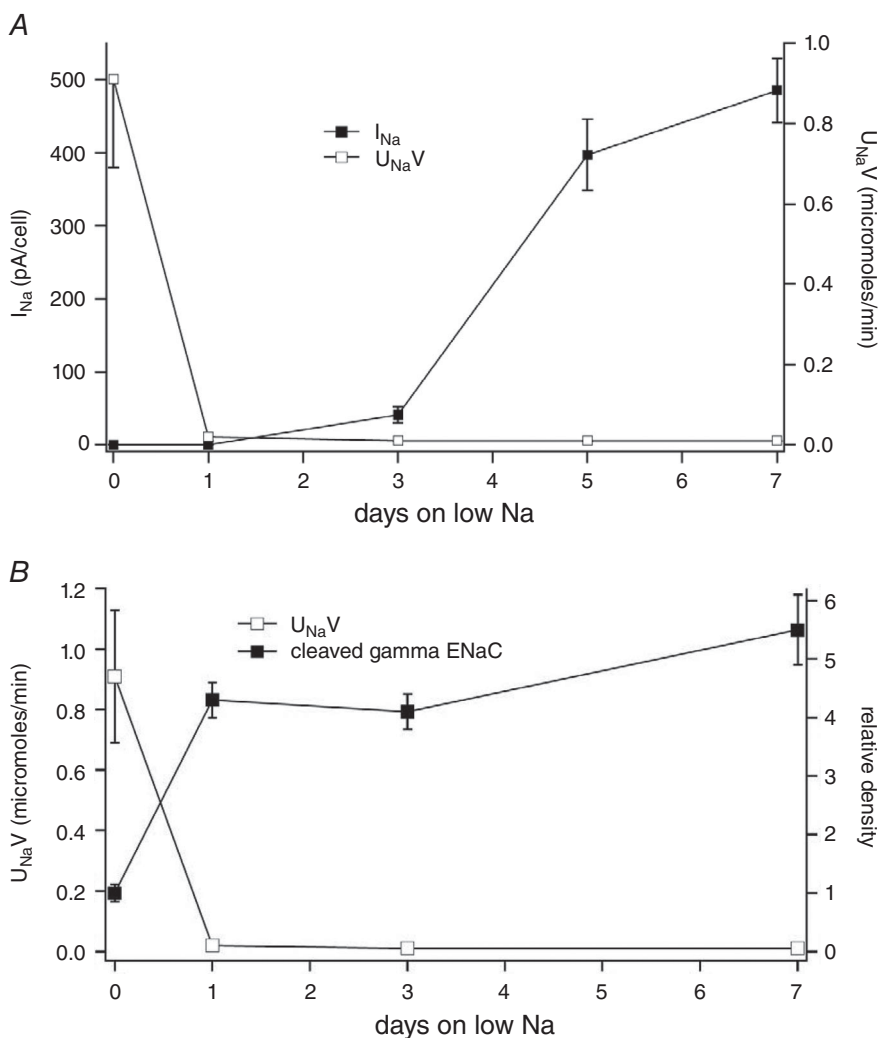 A
I_Na (pA/cell)
500
400
300
200
100
0
I_Na
U_NaV
1.0
0.8
0.6
0.4
0.2
0.0
U_NaV (micromoles/min)
0 1 2 3 4 5 6 7
days on low Na
B
U_NaV (micromoles/min)
1.2
1.0
0.8
0.6
0.4
0.2
0.0
U_NaV
cleaved gamma ENaC
6
5
4
3
2
1
0
relative density
0 1 2 3 4 5 6 7
days on low Na